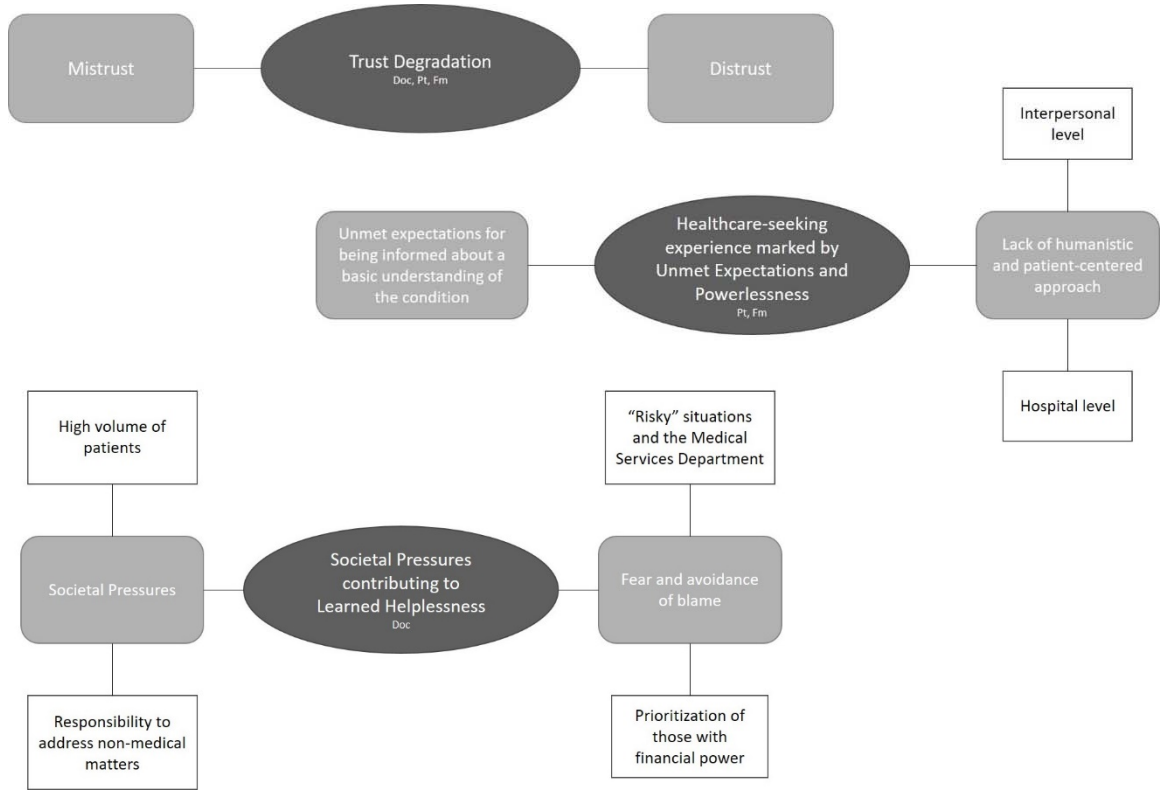 Mistrust
Trust Degradation
Doc, Pt, Fm
Distrust
Interpersonal
level
Unmet expectations for
being informed about a
basic understanding of
the condition
Healthcare-seeking
experience marked by
Unmet Expectations and
Powerlessness
Pt, Fm
Lack of humanistic
and patient-centered
approach
Hospital level
High volume of
patients
"Risky" situations
and the Medical
Services Department
Societal Pressures
Societal Pressures
contributing to
Learned Helplessness
Doc
Fear and avoidance
of blame
Responsibility to
address non-medical
matters
Prioritization of
those with
financial power